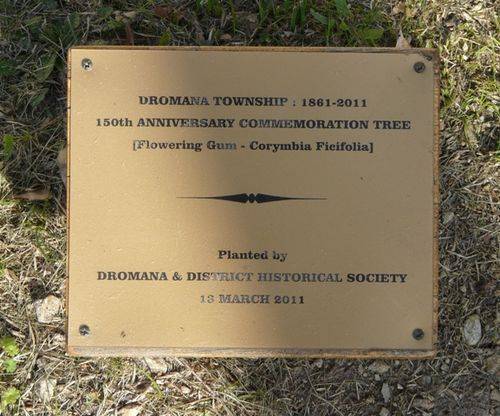 DROMANA TOWNSHIP : 1861-2011
150th ANNIVERSARY COMMEMORATION TREE
[Flowering Gum - Corymbia Ficifolia]
Planted by
DROMANA & DISTRICT HISTORICAL SOCIETY
13 MARCH 2011